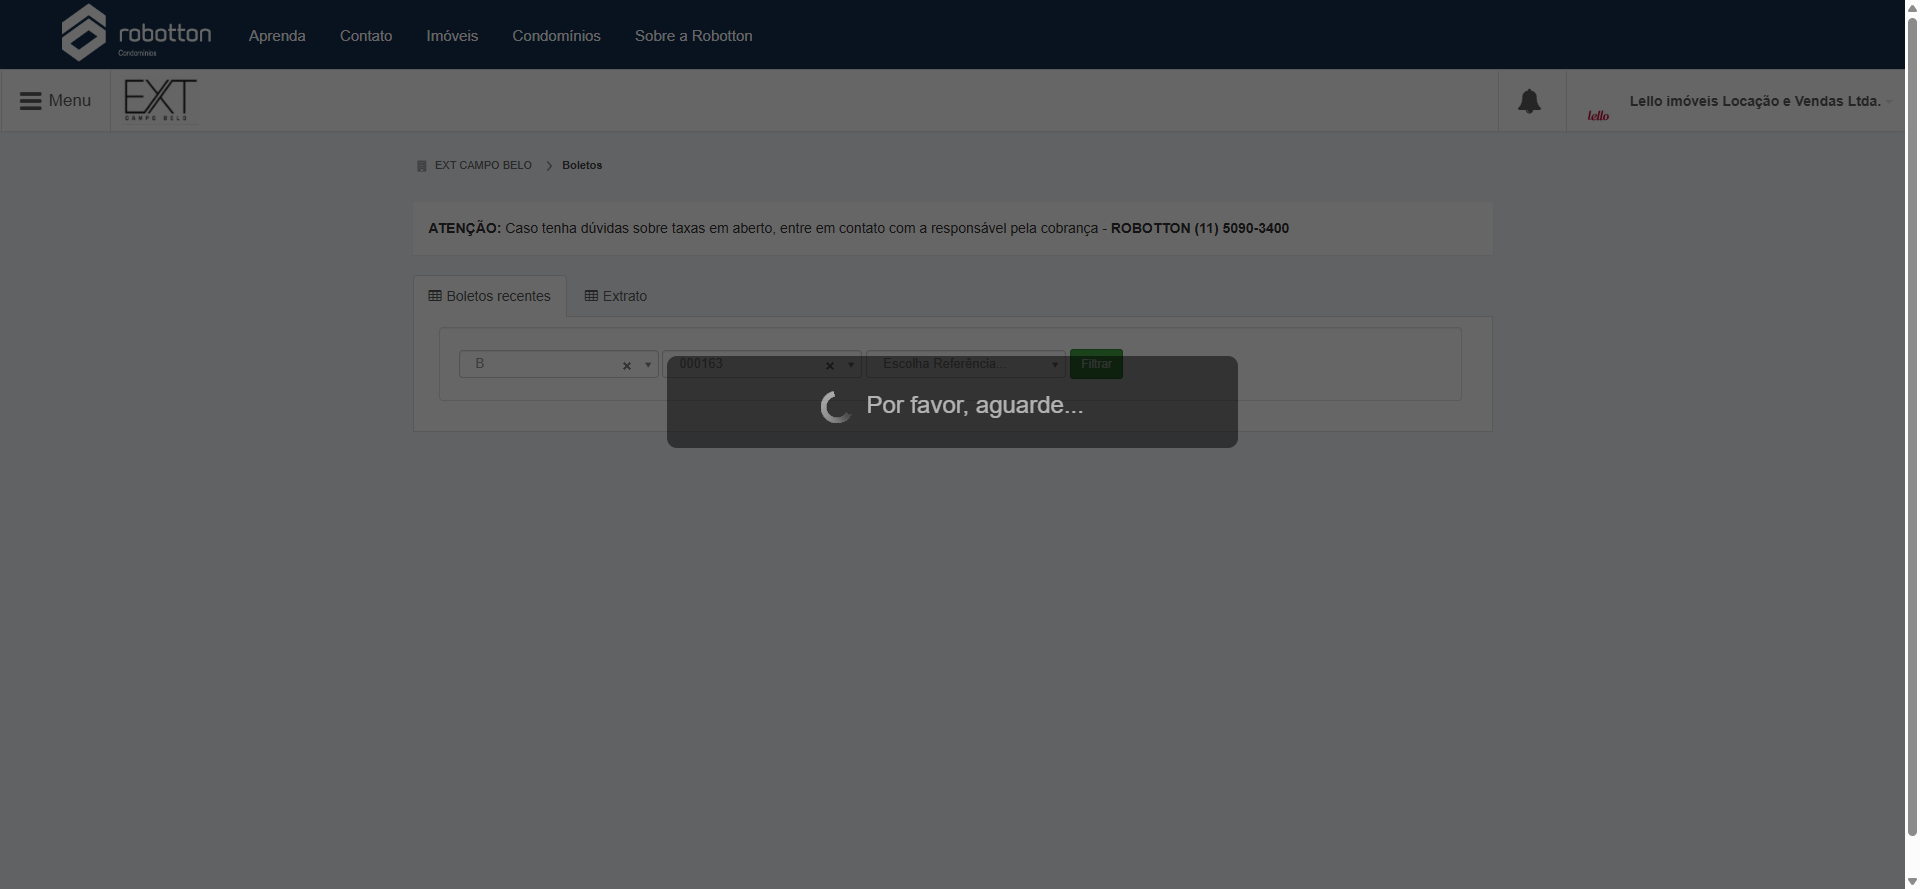 robotton
Condomínios
Aprenda
Contato
Imóveis
Condomínios
Sobre a Robotton
Menu
EXT
CAMPO BELO
lello
Lello imóveis Locação e Vendas Ltda.
EXT CAMPO BELO
Boletos
ATENÇÃO: Caso tenha dúvidas sobre taxas em aberto, entre em contato com a responsável pela cobrança - ROBOTTON (11) 5090-3400
Boletos recentes
Extrato
B
000163
Escolha Referência...
Filtrar
Por favor, aguarde...